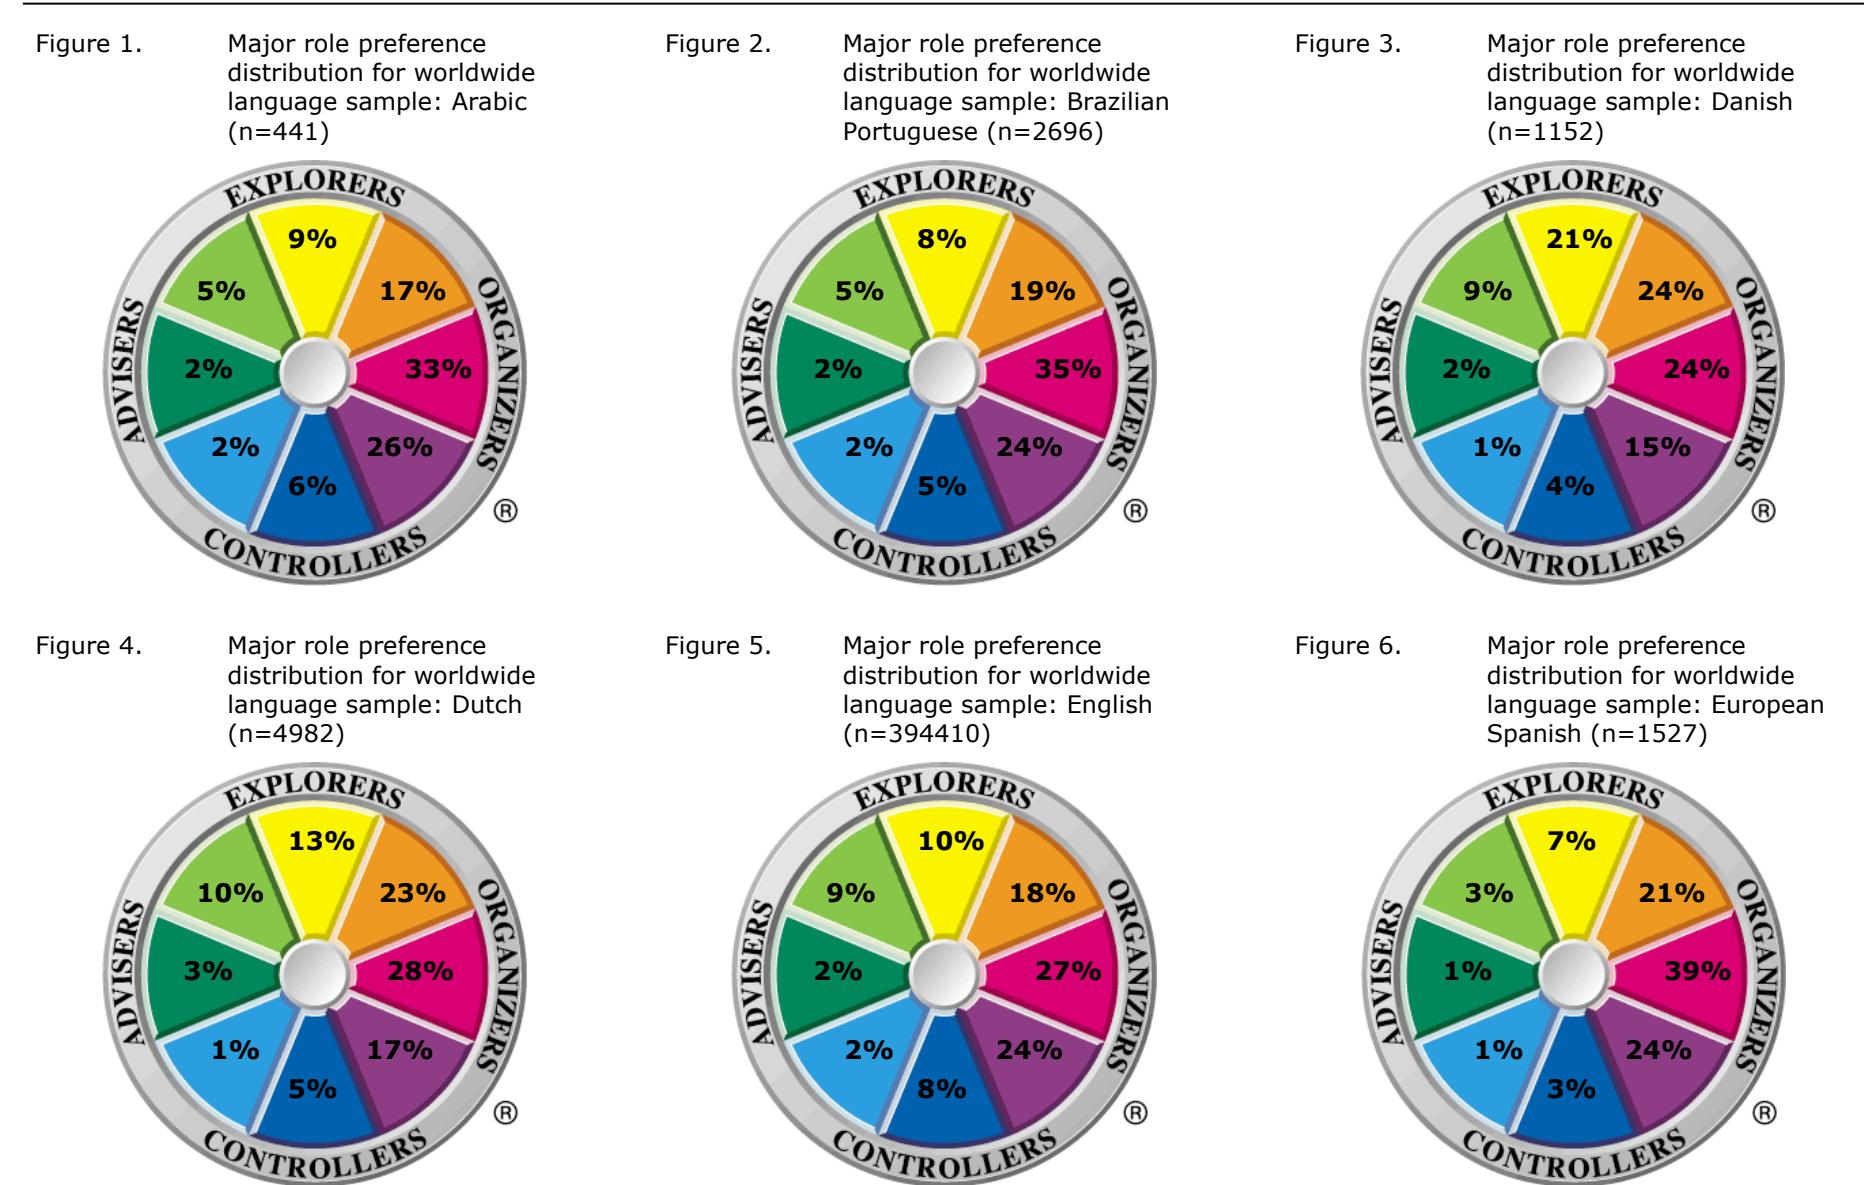 Figure 1.
Major role preference
distribution for worldwide
language sample: Arabic
(n=441)
EXPLORERS
ORGANIZERS
CONTROLLERS
ADVISERS
9%
17%
33%
26%
6%
2%
2%
5%
®
Figure 2.
Major role preference
distribution for worldwide
language sample: Brazilian
Portuguese (n=2696)
EXPLORERS
ORGANIZERS
CONTROLLERS
ADVISERS
8%
19%
35%
24%
5%
2%
2%
5%
®
Figure 3.
Major role preference
distribution for worldwide
language sample: Danish
(n=1152)
EXPLORERS
ORGANIZERS
CONTROLLERS
ADVISERS
21%
24%
24%
15%
4%
1%
2%
9%
®
Figure 4.
Major role preference
distribution for worldwide
language sample: Dutch
(n=4982)
EXPLORERS
ORGANIZERS
CONTROLLERS
ADVISERS
13%
23%
28%
17%
5%
1%
3%
10%
®
Figure 5.
Major role preference
distribution for worldwide
language sample: English
(n=394410)
EXPLORERS
ORGANIZERS
CONTROLLERS
ADVISERS
10%
18%
27%
24%
8%
2%
2%
9%
®
Figure 6.
Major role preference
distribution for worldwide
language sample: European
Spanish (n=1527)
EXPLORERS
ORGANIZERS
CONTROLLERS
ADVISERS
7%
21%
39%
24%
3%
1%
1%
3%
®